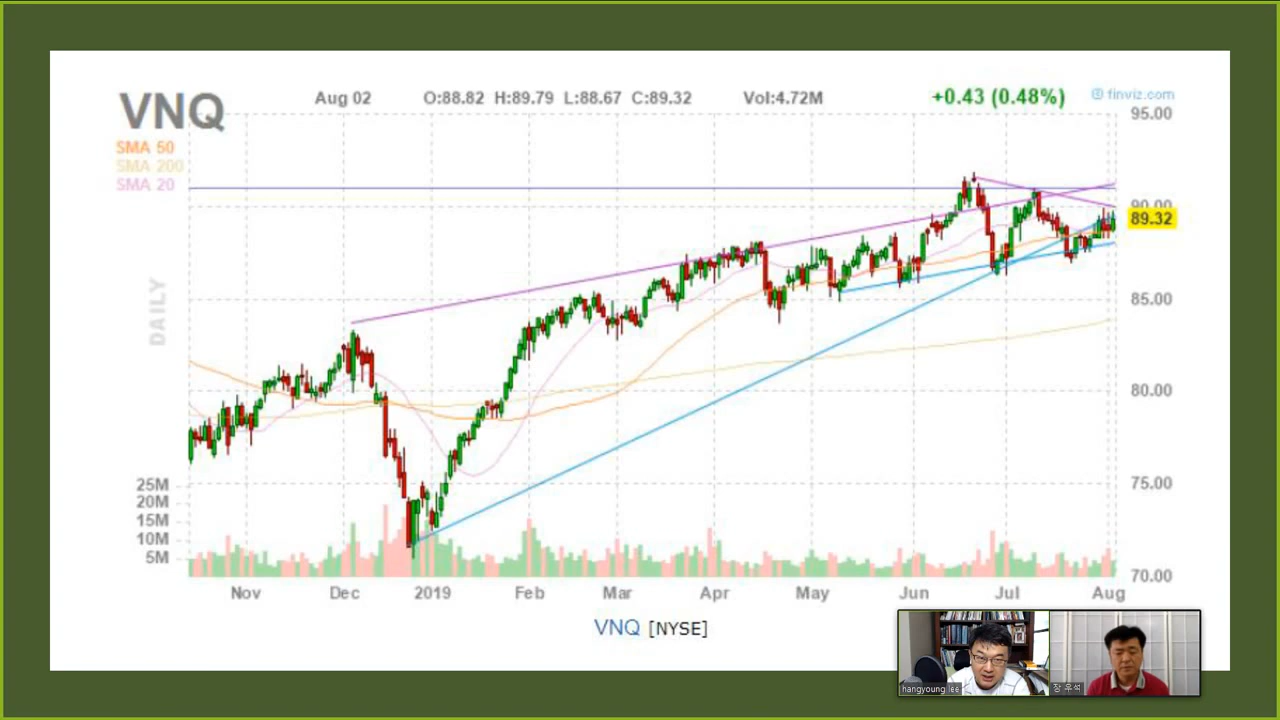 VNQ
Aug 02 O:88.82 H:89.79 L:88.67 C:89.32 Vol:4.72M +0.43 (0.48%) finviz.com
SMA 50
SMA 200
SMA 20
DAILY
95.00
90.00
89.32
85.00
80.00
75.00
70.00
25M
20M
15M
10M
5M
Nov Dec 2019 Feb Mar Apr May Jun Jul Aug
VNQ [NYSE]
hangyoung lee
장 우석